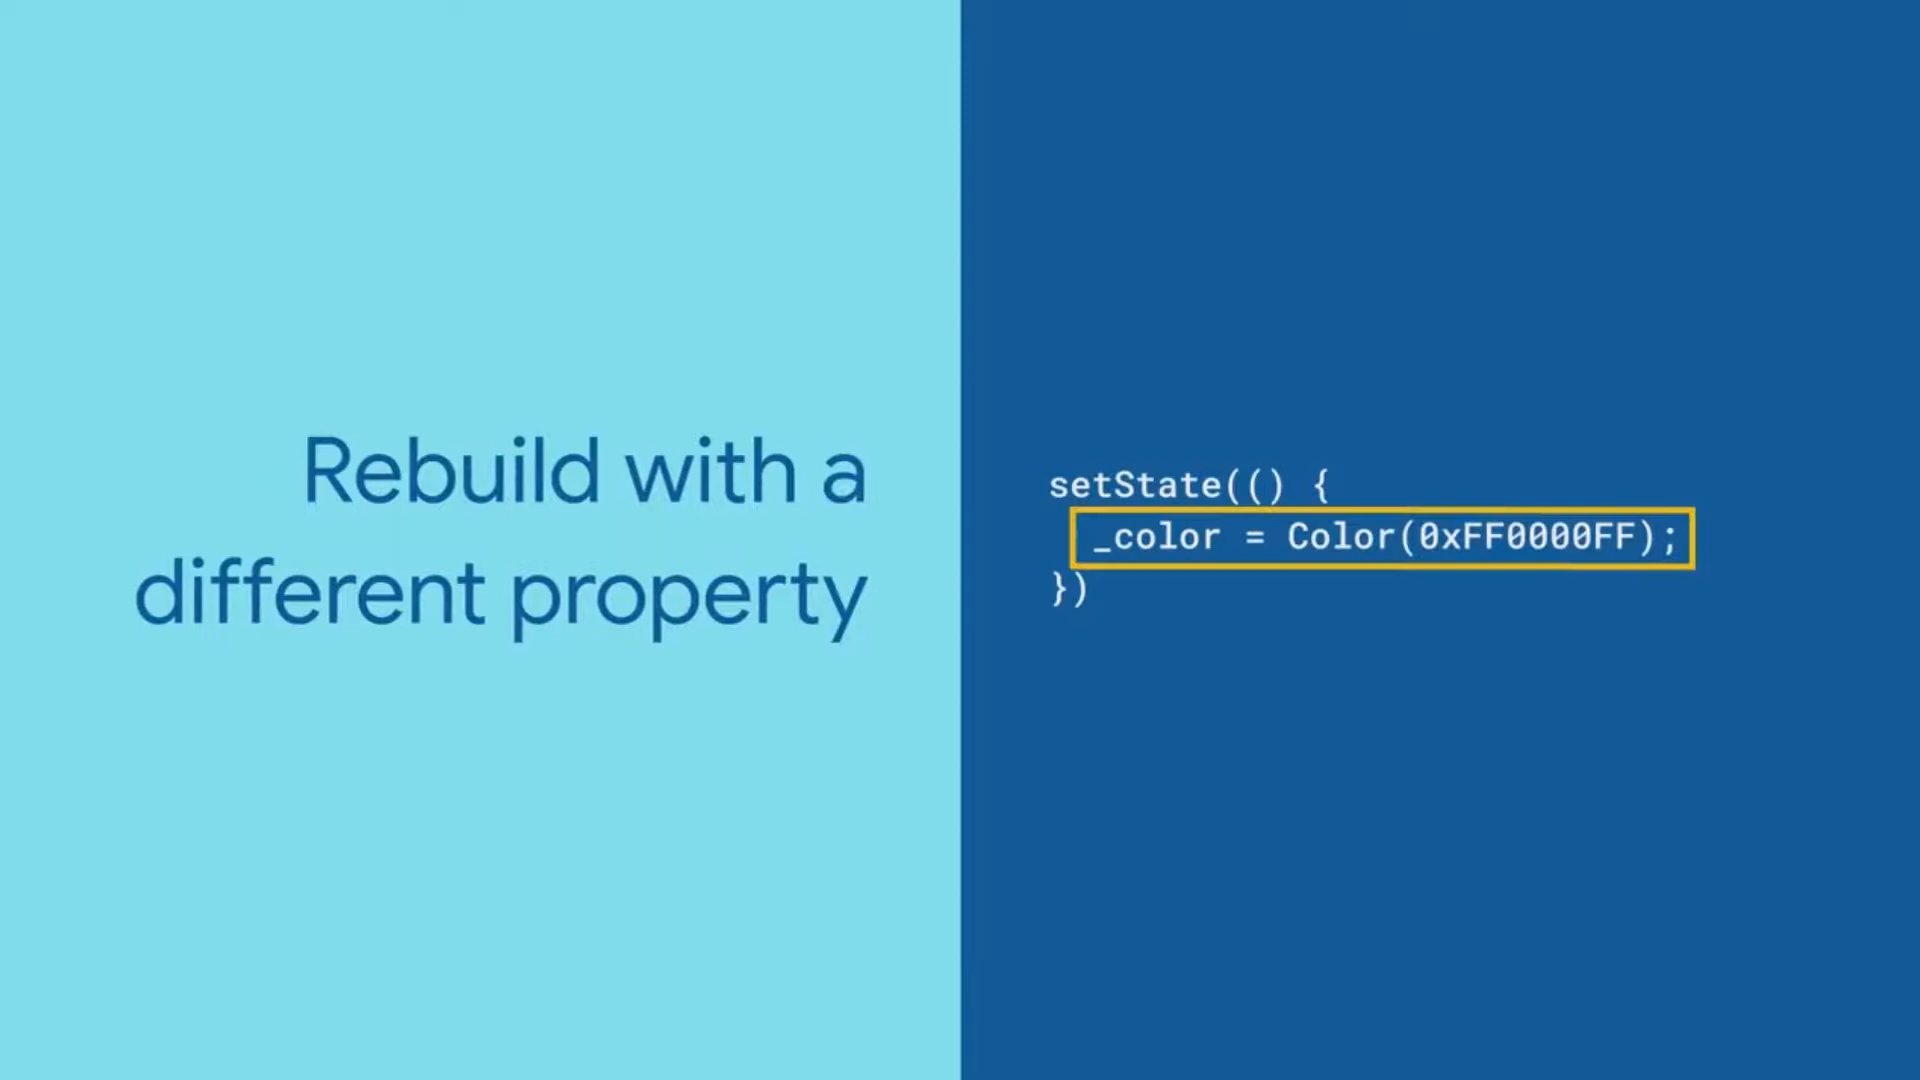 Rebuild with a
different property
setState(() {
_color = Color(0xFF0000FF);
})